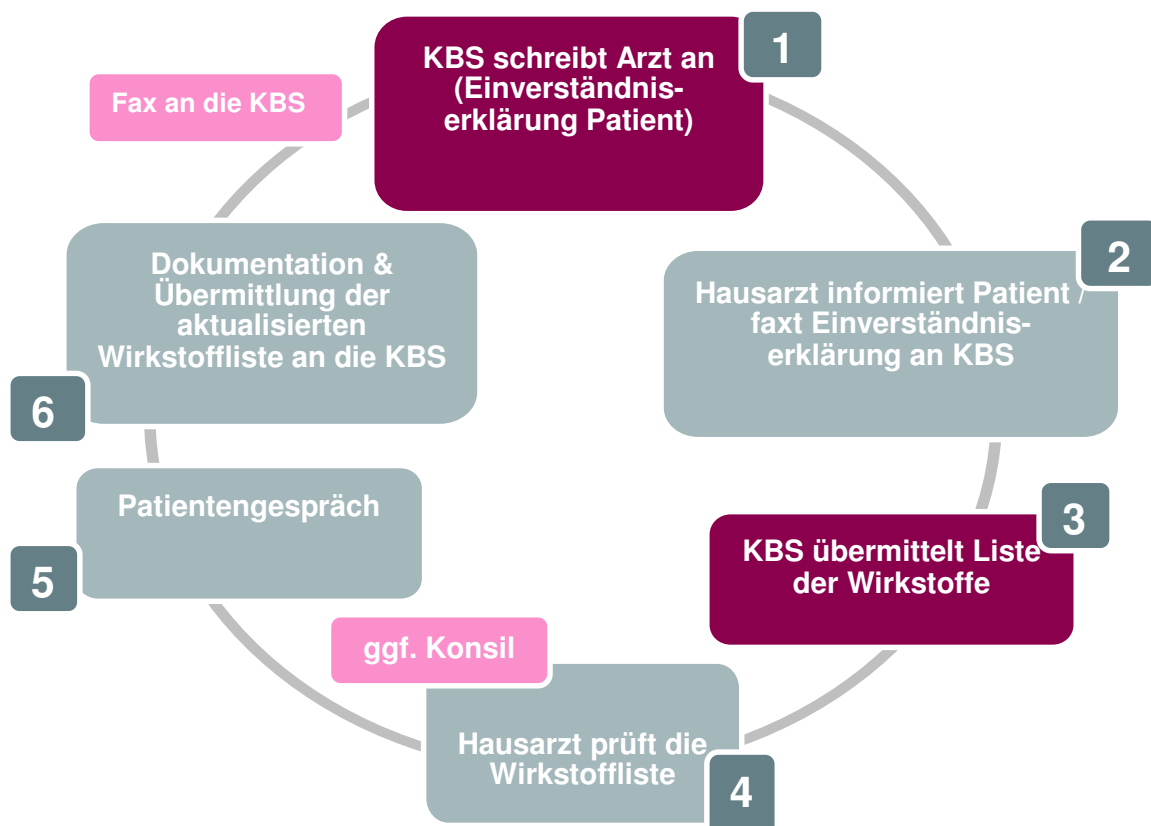 1
KBS schreibt Arzt an
(Einverständnis-
erklärung Patient)
Fax an die KBS
2
Hausarzt informiert Patient /
faxt Einverständnis-
erklärung an KBS
3
KBS übermittelt Liste
der Wirkstoffe
ggf. Konsil
Hausarzt prüft die
Wirkstoffliste
4
Patientengespräch
5
Dokumentation &
Übermittlung der
aktualisierten
Wirkstoffliste an die KBS
6